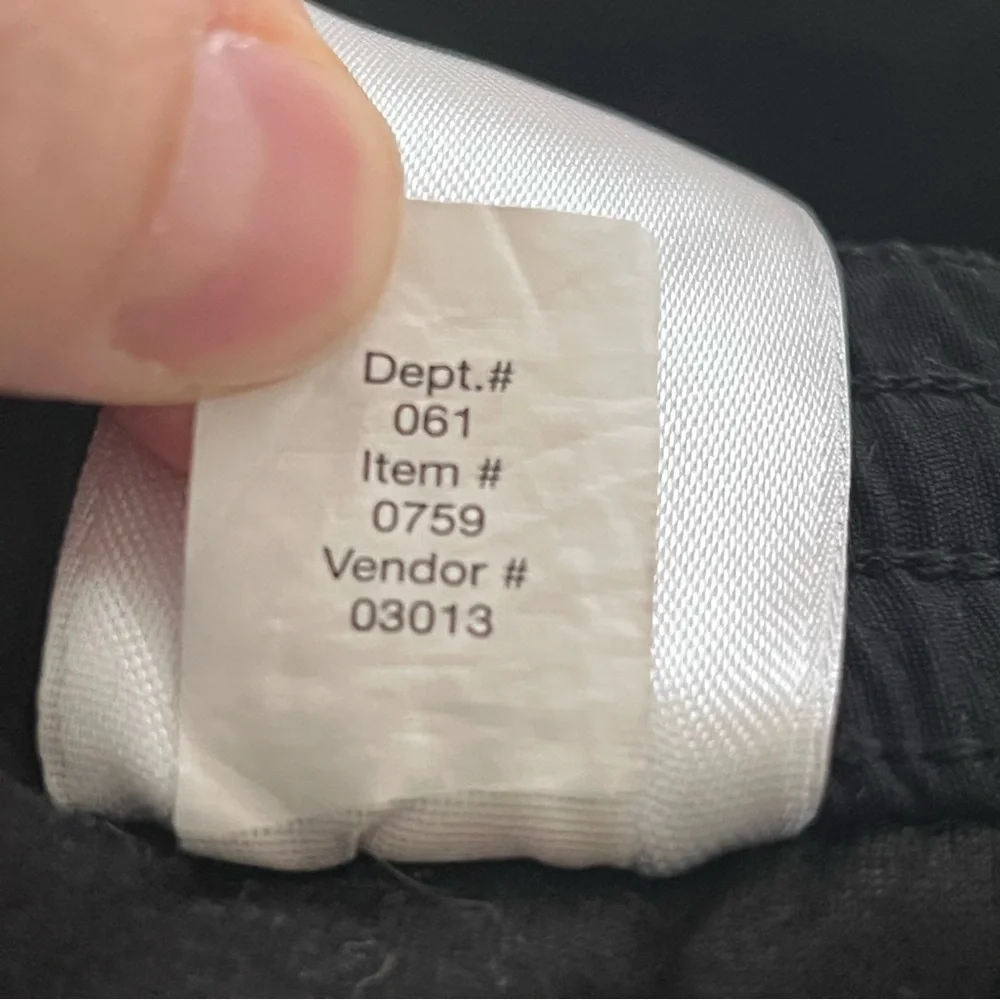 Dept.#
061
Item #
0759
Vendor #
03013